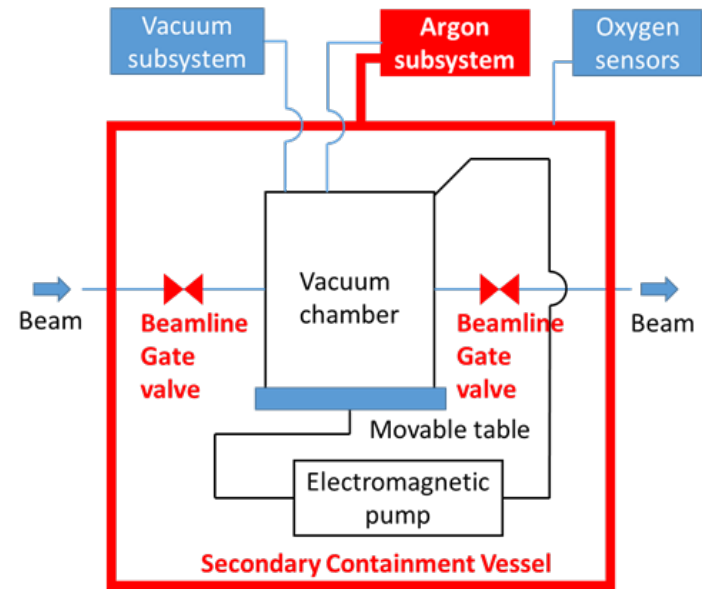 Vacuum
subsystem
Argon
subsystem
Oxygen
sensors
Vacuum
chamber
Beam
Beamline
Gate
valve
Beamline
Gate
valve
Beam
Movable table
Electromagnetic
pump
Secondary Containment Vessel